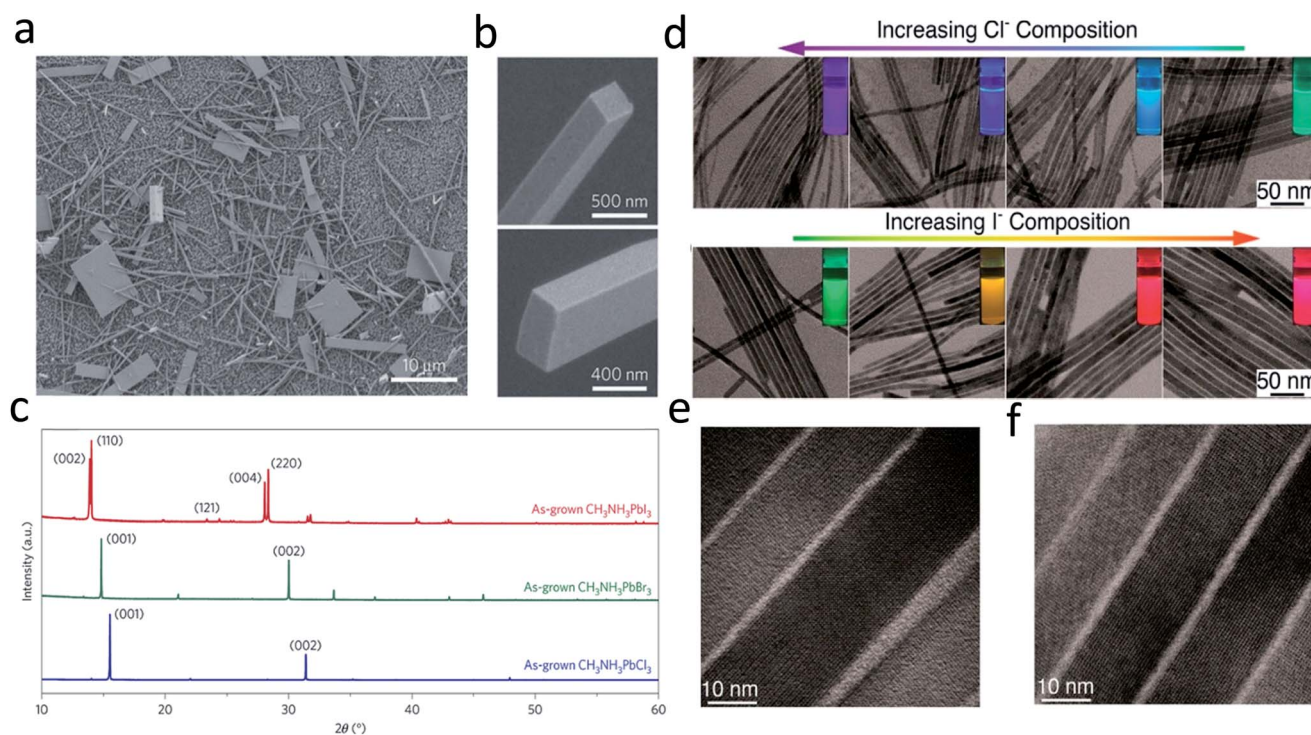 a
10 μm
b
500 nm
400 nm
c
(110)
(002)
(220)
(004)
(121)
As-grown CH₃NH₃PbI₃
(001)
(002)
As-grown CH₃NH₃PbBr₃
(001)
(002)
As-grown CH₃NH₃PbCl₃
Intensity (a.u.)
10 20 30 40 50 60
2θ (°)
d
Increasing Cl⁻ Composition
50 nm
Increasing I⁻ Composition
50 nm
e
10 nm
f
10 nm